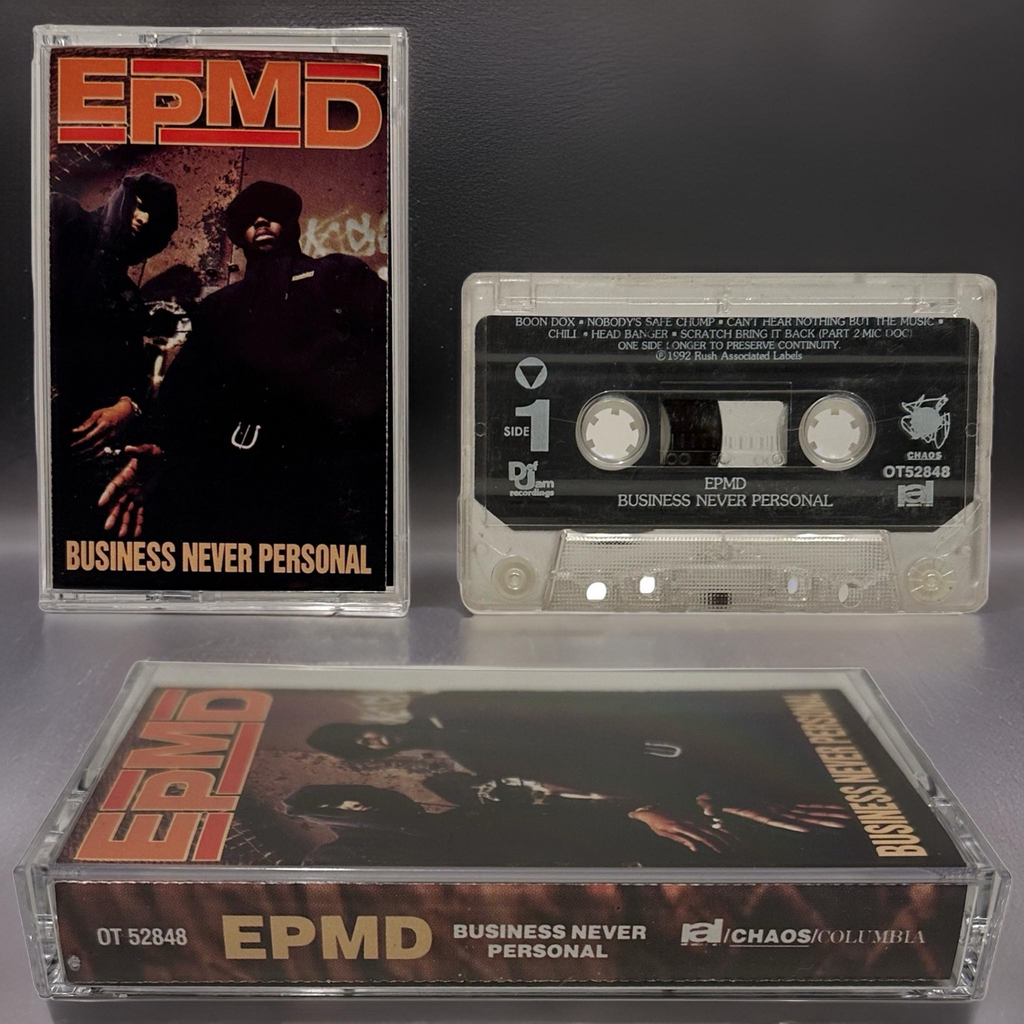 EPMD
BUSINESS NEVER PERSONAL
BOON DOX ▪ NOBODY'S SAFE CHUMP ▪ CAN'T HEAR NOTHING BUT THE MUSIC ▪
CHILL ▪ HEAD BANGER ▪ SCRATCH BRING IT BACK (PART 2-MIC DOC)
ONE SIDE LONGER TO PRESERVE CONTINUITY.
℗1992 Rush Associated Labels
SIDE 1
Def
Jam
recordings
CHAOS
OT52848
ral
EPMD
BUSINESS NEVER PERSONAL
EPMD
BUSINESS NEVER PERSONAL
OT 52848
EPMD
BUSINESS NEVER
PERSONAL
ral/CHAOS/COLUMBIA